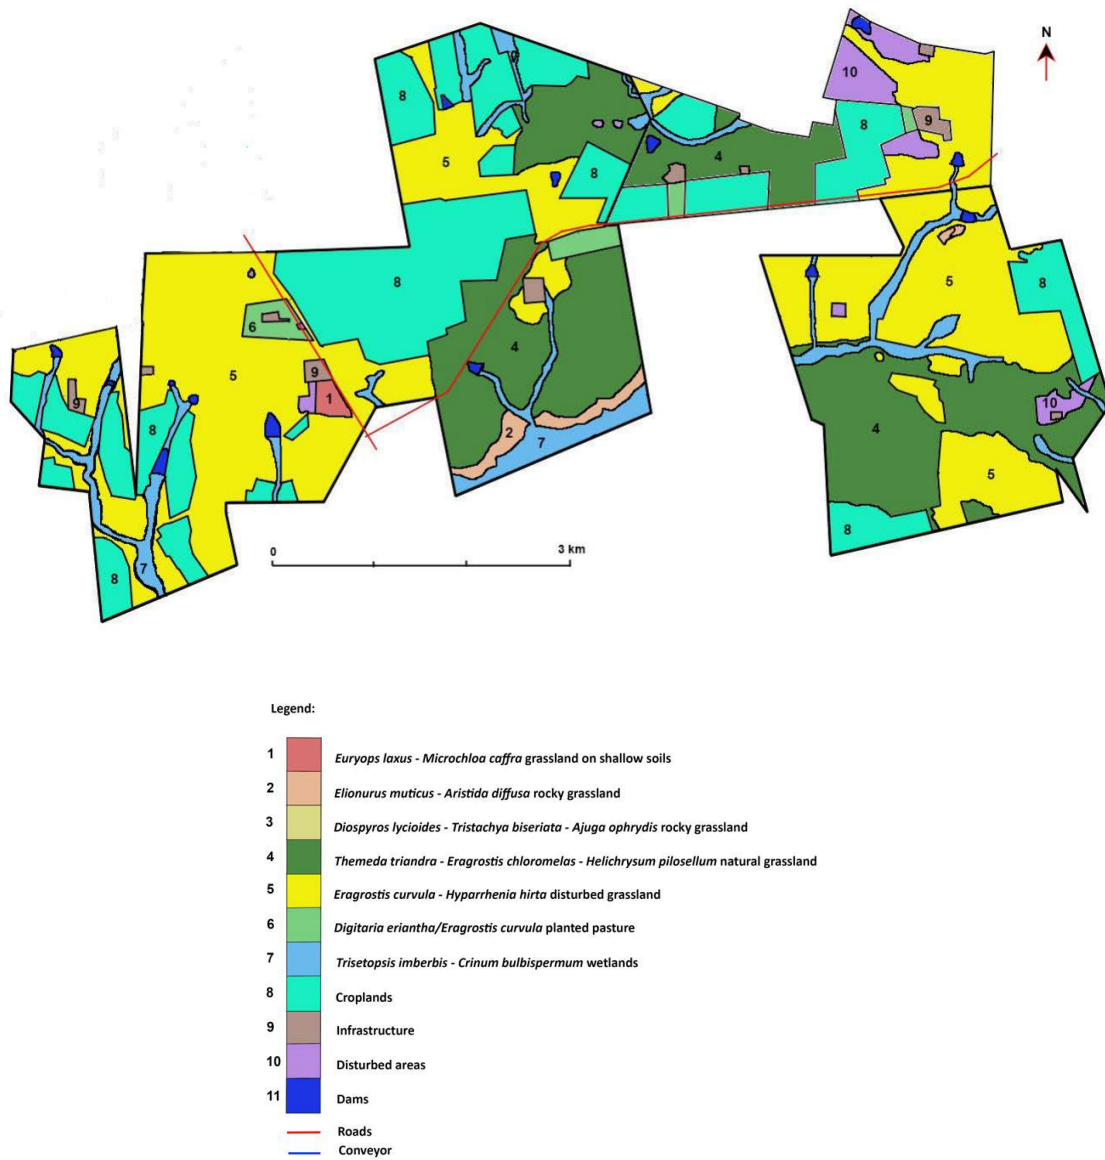 N
10
8
8
9
5
4
8
8
8
5
6
4
5
9
10
9
1
8
4
2
7
5
0
3 km
8
8
7
Legend:
1 Euryops laxus - Microchloa caffra grassland on shallow soils
2 Elionurus muticus - Aristida diffusa rocky grassland
3 Diospyros lycioides - Tristachya biseriata - Ajuga ophrydis rocky grassland
4 Themeda triandra - Eragrostis chloromelas - Helichrysum pilosellum natural grassland
5 Eragrostis curvula - Hyparrhenia hirta disturbed grassland
6 Digitaria eriantha/Eragrostis curvula planted pasture
7 Trisetopsis imberbis - Crinum bulbispermum wetlands
8 Croplands
9 Infrastructure
10 Disturbed areas
11 Dams
Roads
Conveyor